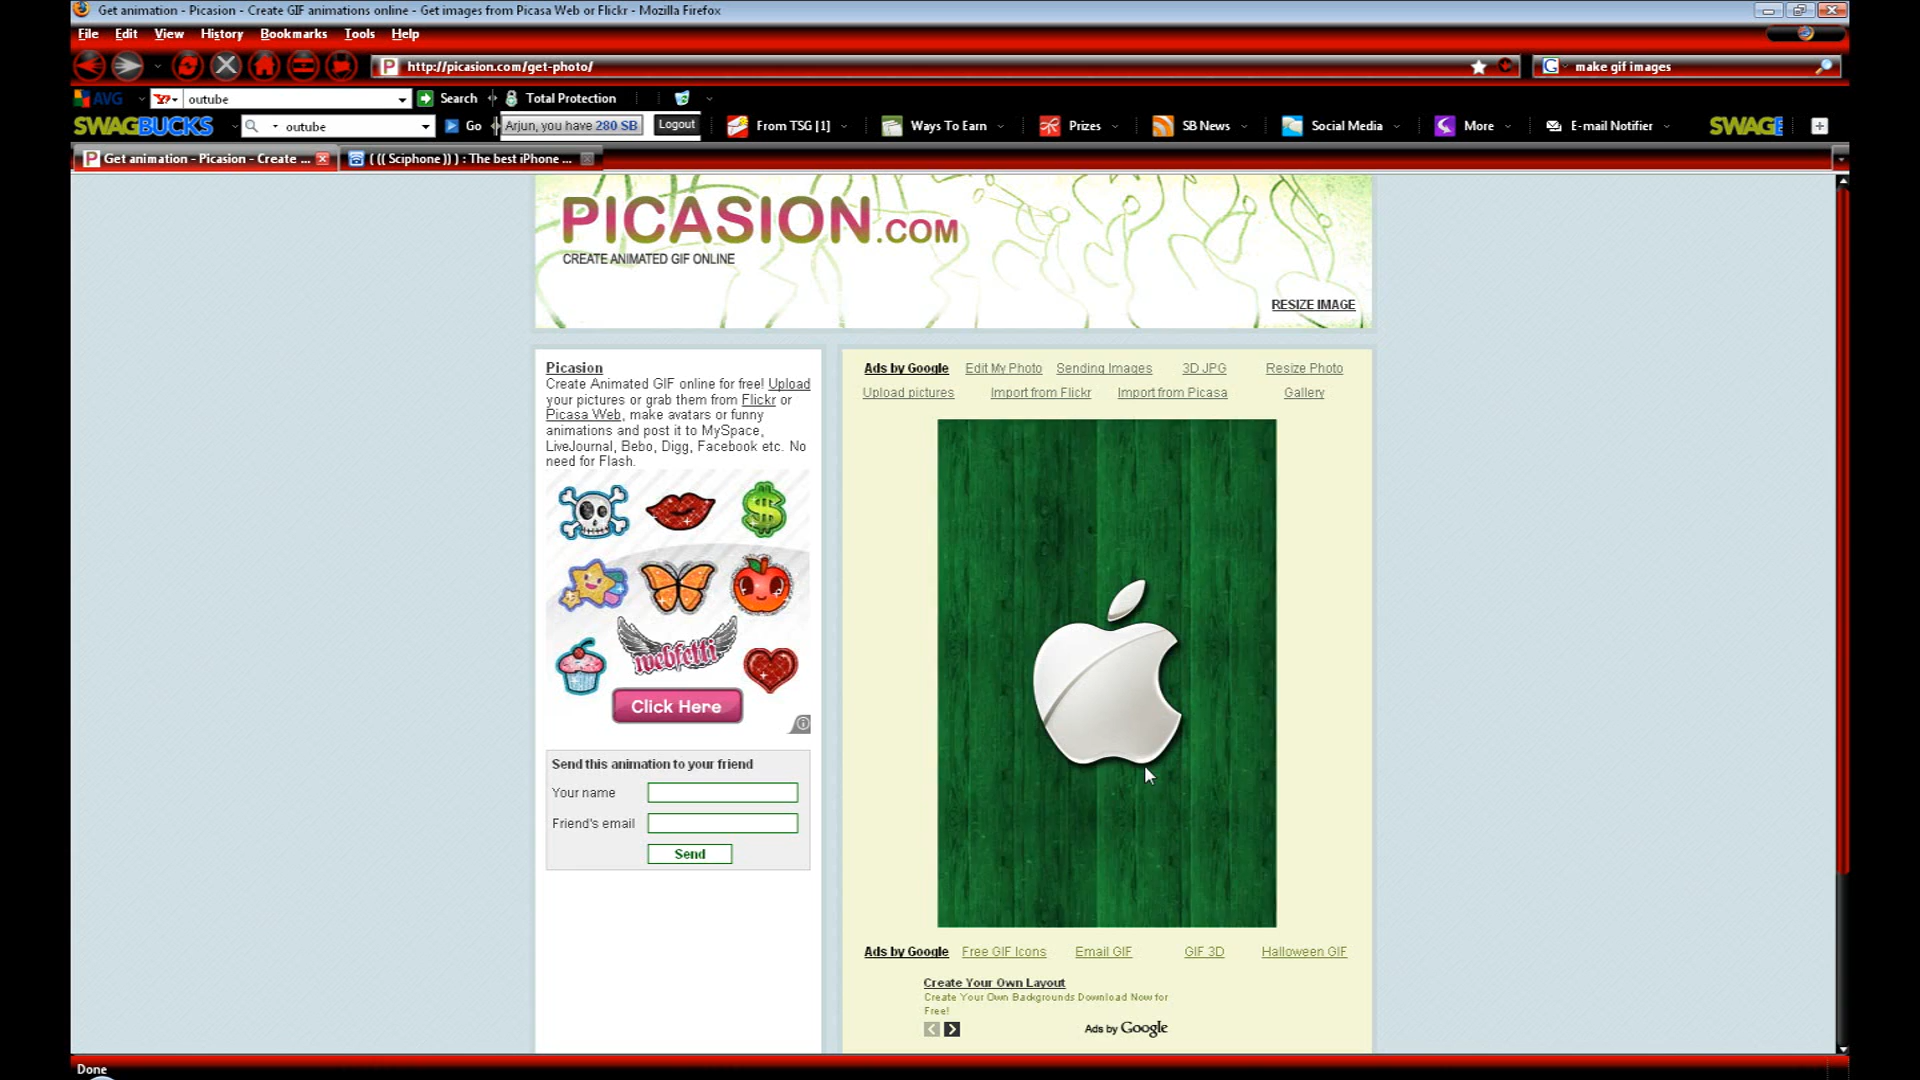 Get animation - Picasion - Create GIF animations online - Get images from Picasa Web or Flickr - Mozilla Firefox
File Edit View History Bookmarks Tools Help
P http://picasion.com/get-photo/ G make gif images
AVG Y! outube Search Total Protection
SWAGBUCKS outube Go Arjun, you have 280 SB Logout From TSG [1] Ways To Earn Prizes SB News Social Media More E-mail Notifier SWAGB
P Get animation - Picasion - Create ... ( (( Sciphone )) ) : The best iPhone ...
PICASION.COM
CREATE ANIMATED GIF ONLINE
RESIZE IMAGE
Picasion
Create Animated GIF online for free! Upload
your pictures or grab them from Flickr or
Picasa Web, make avatars or funny
animations and post it to MySpace,
LiveJournal, Bebo, Digg, Facebook etc. No
need for Flash.
webfetti
Click Here
Send this animation to your friend
Your name
Friend's email
Send
Ads by Google Edit My Photo Sending Images 3D JPG Resize Photo
Upload pictures Import from Flickr Import from Picasa Gallery
Ads by Google Free GIF Icons Email GIF GIF 3D Halloween GIF
Create Your Own Layout
Create Your Own Backgrounds Download Now for
Free!
Ads by Google
Done